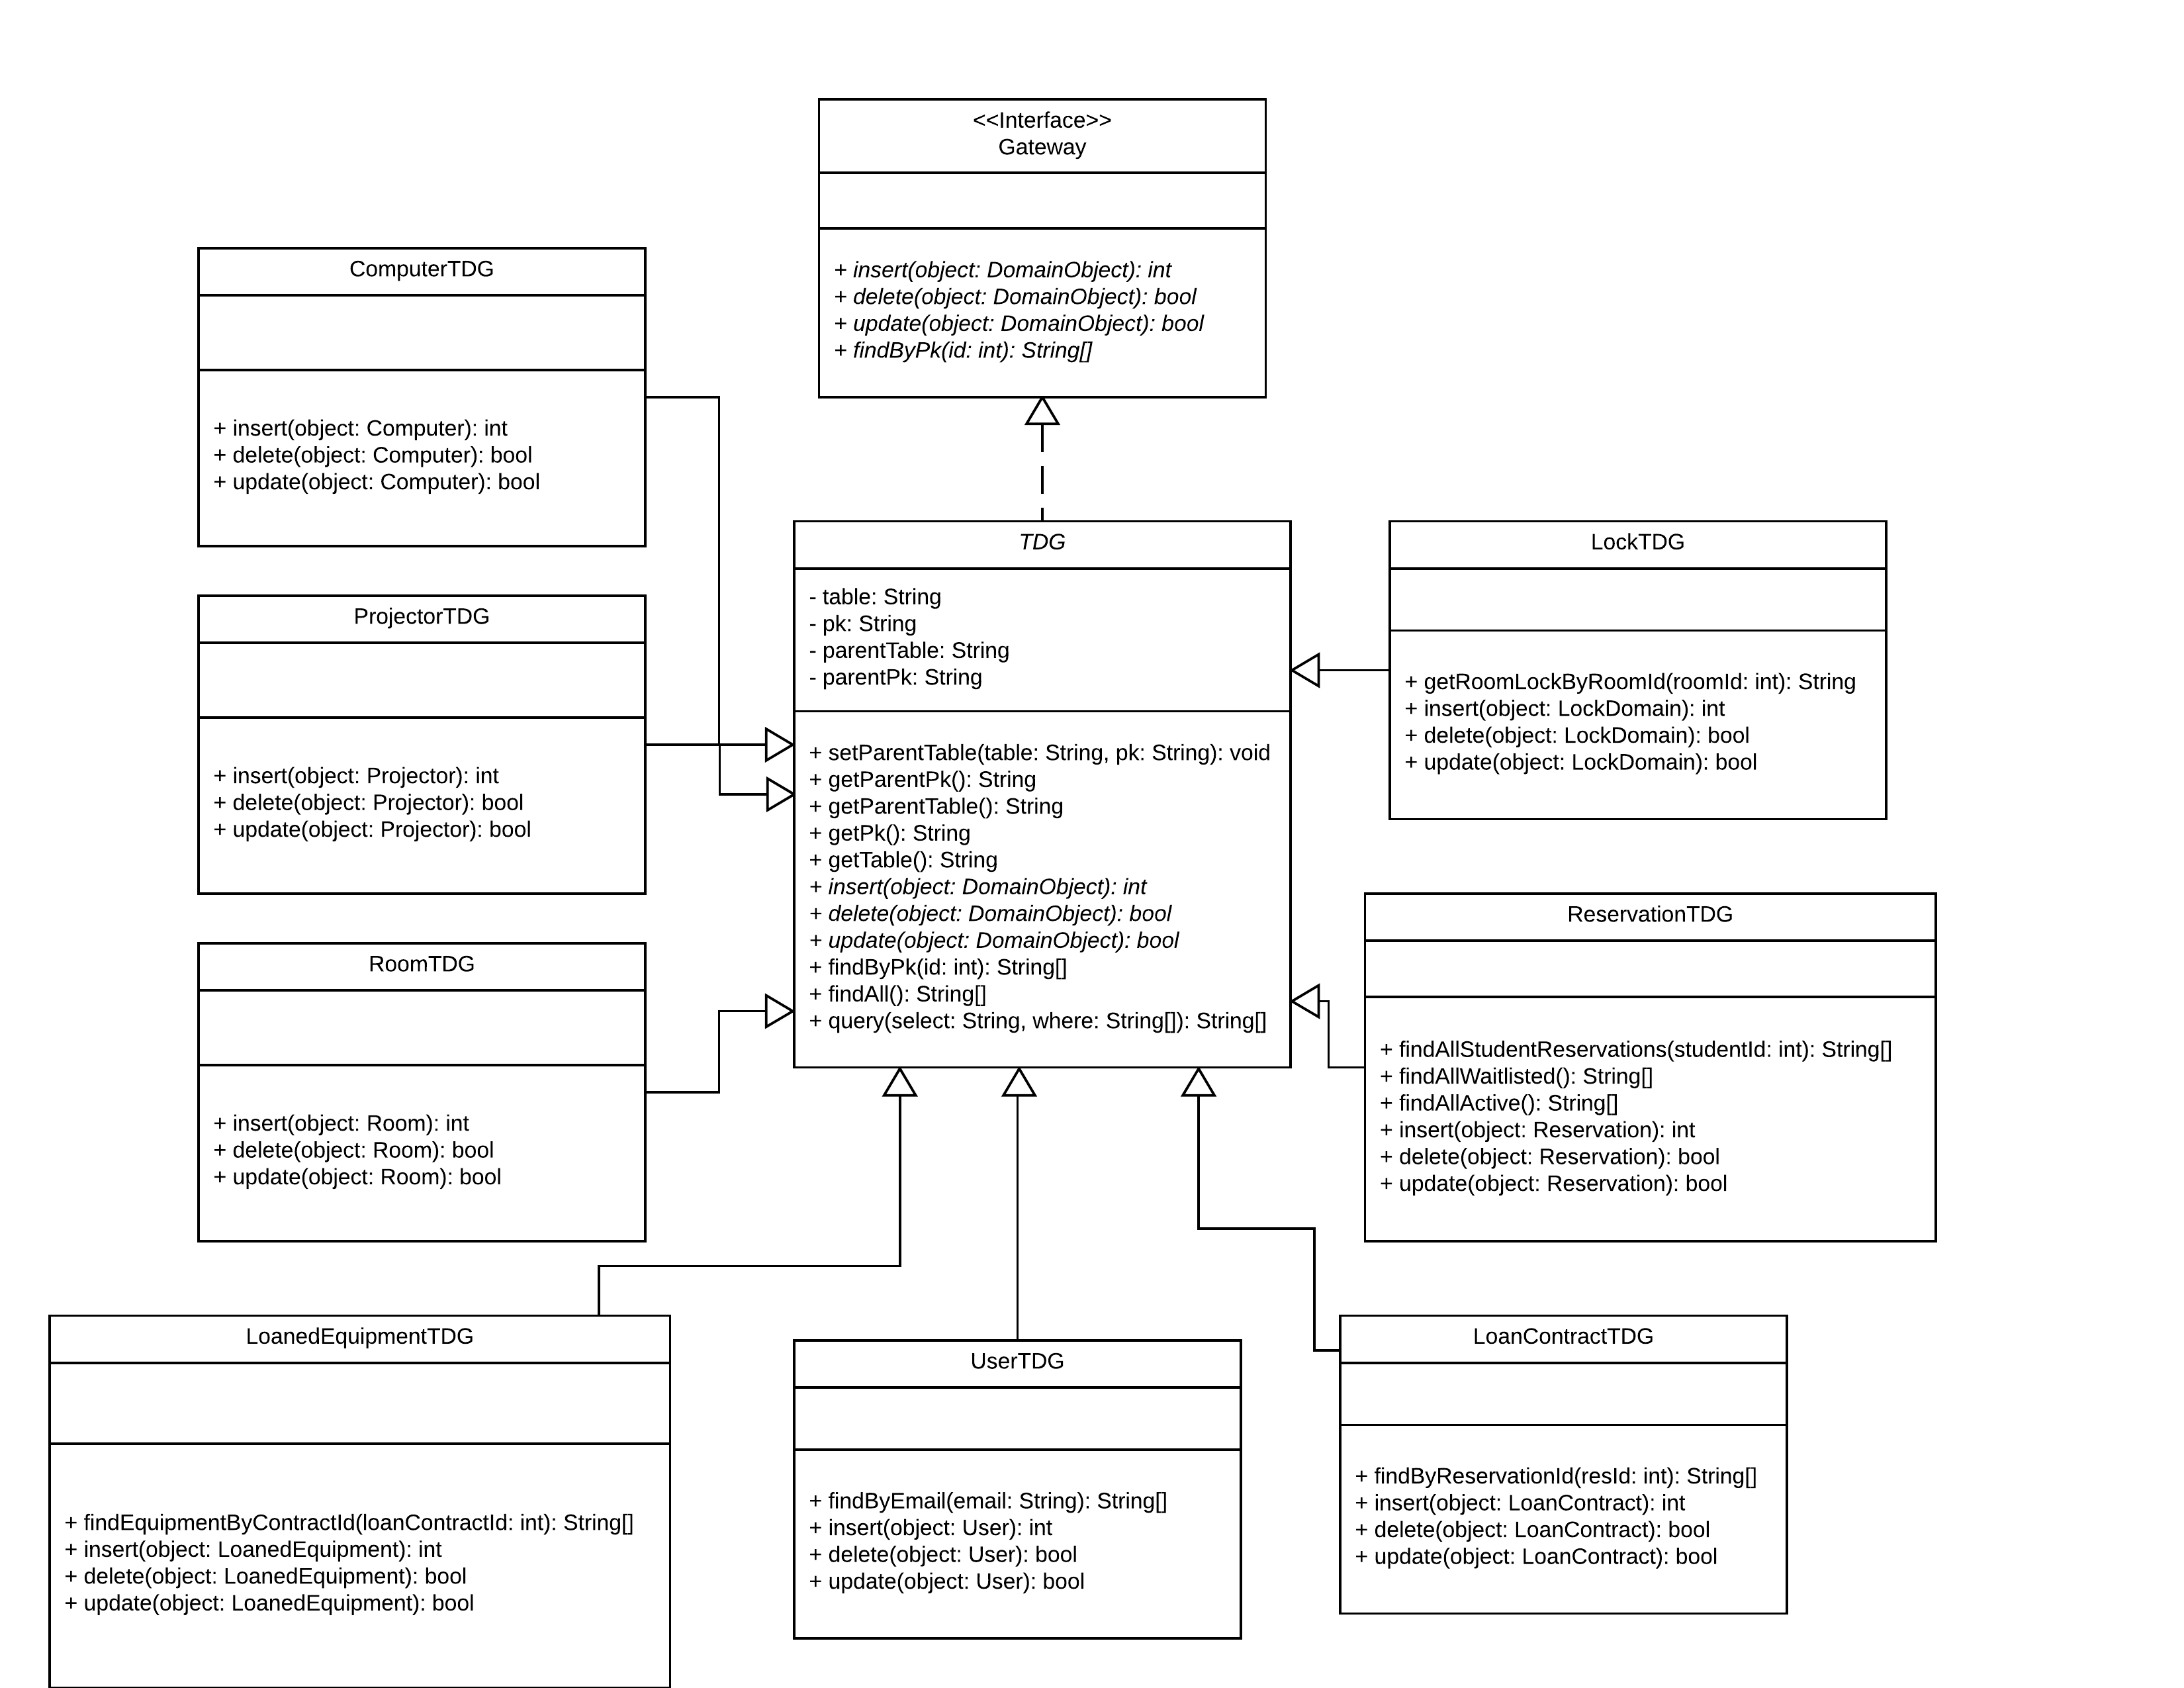 <<Interface>>
Gateway
+ insert(object: DomainObject): int
+ delete(object: DomainObject): bool
+ update(object: DomainObject): bool
+ findByPk(id: int): String[]
ComputerTDG
+ insert(object: Computer): int
+ delete(object: Computer): bool
+ update(object: Computer): bool
TDG
- table: String
- pk: String
- parentTable: String
- parentPk: String
+ setParentTable(table: String, pk: String): void
+ getParentPk(): String
+ getParentTable(): String
+ getPk(): String
+ getTable(): String
+ insert(object: DomainObject): int
+ delete(object: DomainObject): bool
+ update(object: DomainObject): bool
+ findByPk(id: int): String[]
+ findAll(): String[]
+ query(select: String, where: String[]): String[]
LockTDG
+ getRoomLockByRoomId(roomId: int): String
+ insert(object: LockDomain): int
+ delete(object: LockDomain): bool
+ update(object: LockDomain): bool
ProjectorTDG
+ insert(object: Projector): int
+ delete(object: Projector): bool
+ update(object: Projector): bool
ReservationTDG
+ findAllStudentReservations(studentId: int): String[]
+ findAllWaitlisted(): String[]
+ findAllActive(): String[]
+ insert(object: Reservation): int
+ delete(object: Reservation): bool
+ update(object: Reservation): bool
RoomTDG
+ insert(object: Room): int
+ delete(object: Room): bool
+ update(object: Room): bool
LoanedEquipmentTDG
+ findEquipmentByContractId(loanContractId: int): String[]
+ insert(object: LoanedEquipment): int
+ delete(object: LoanedEquipment): bool
+ update(object: LoanedEquipment): bool
UserTDG
+ findByEmail(email: String): String[]
+ insert(object: User): int
+ delete(object: User): bool
+ update(object: User): bool
LoanContractTDG
+ findByReservationId(resId: int): String[]
+ insert(object: LoanContract): int
+ delete(object: LoanContract): bool
+ update(object: LoanContract): bool